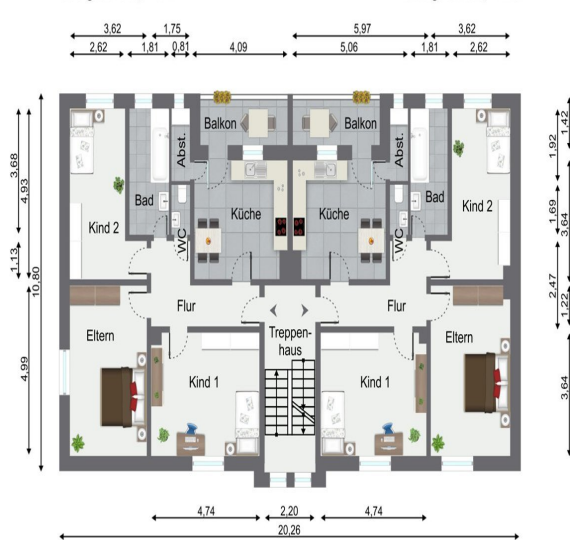 3,62 1,75 5,97 3,62
2,62 1,81 0,81 4,09 5,06 1,81 2,62
Balkon Balkon
Abst. Abst.
Bad Bad
Kind 2 Kind 2
Küche Küche
WC WC
Flur Flur
Treppen-
haus
Eltern Eltern
Kind 1 Kind 1
3,68
4,93
1,13
10,80
4,99
1,42
1,92
1,69
3,64
2,47
1,22
3,64
4,74 2,20 4,74
20,26